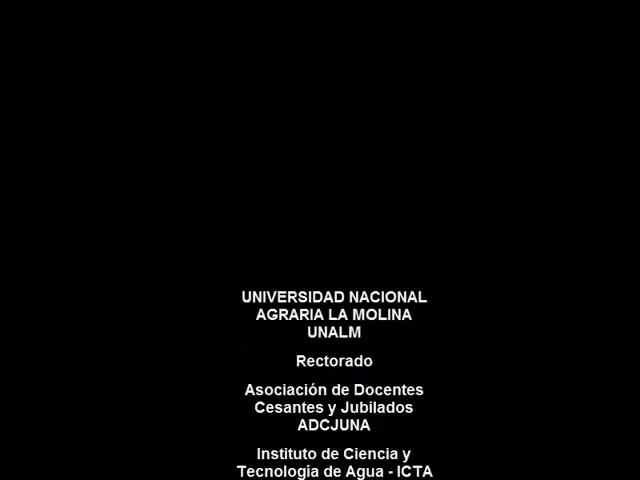 UNIVERSIDAD NACIONAL
AGRARIA LA MOLINA
UNALM
Rectorado
Asociación de Docentes
Cesantes y Jubilados
ADCJUNA
Instituto de Ciencia y
Tecnología de Agua - ICTA